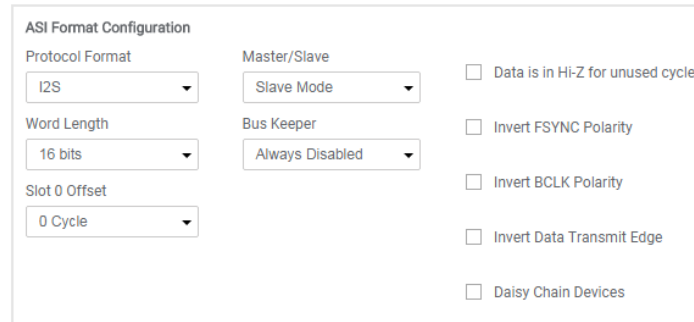 ASI Format Configuration
Protocol Format
I2S
Master/Slave
Slave Mode
Word Length
16 bits
Bus Keeper
Always Disabled
Slot 0 Offset
0 Cycle
Data is in Hi-Z for unused cycle
Invert FSYNC Polarity
Invert BCLK Polarity
Invert Data Transmit Edge
Daisy Chain Devices